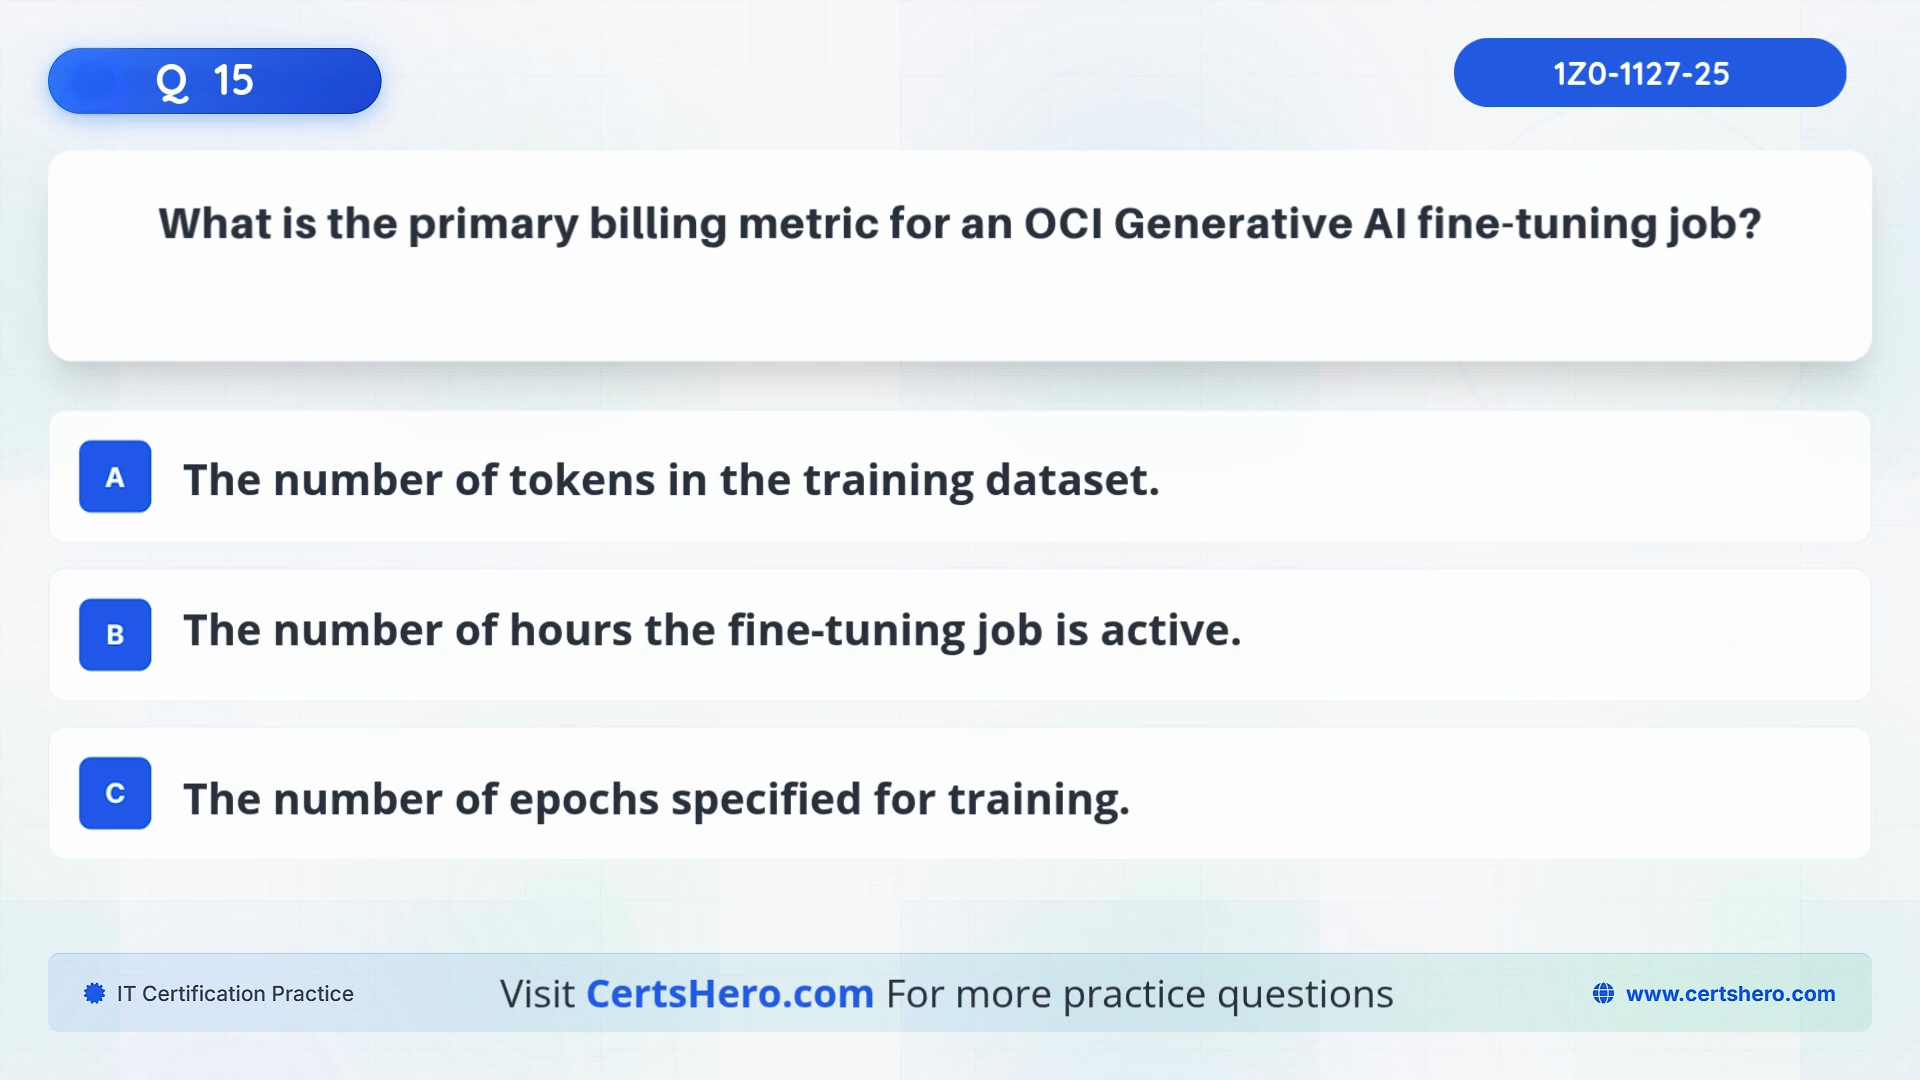 Q 15
1Z0-1127-25
What is the primary billing metric for an OCI Generative AI fine-tuning job?
A
The number of tokens in the training dataset.
B
The number of hours the fine-tuning job is active.
C
The number of epochs specified for training.
IT Certification Practice
Visit CertsHero.com For more practice questions
www.certshero.com